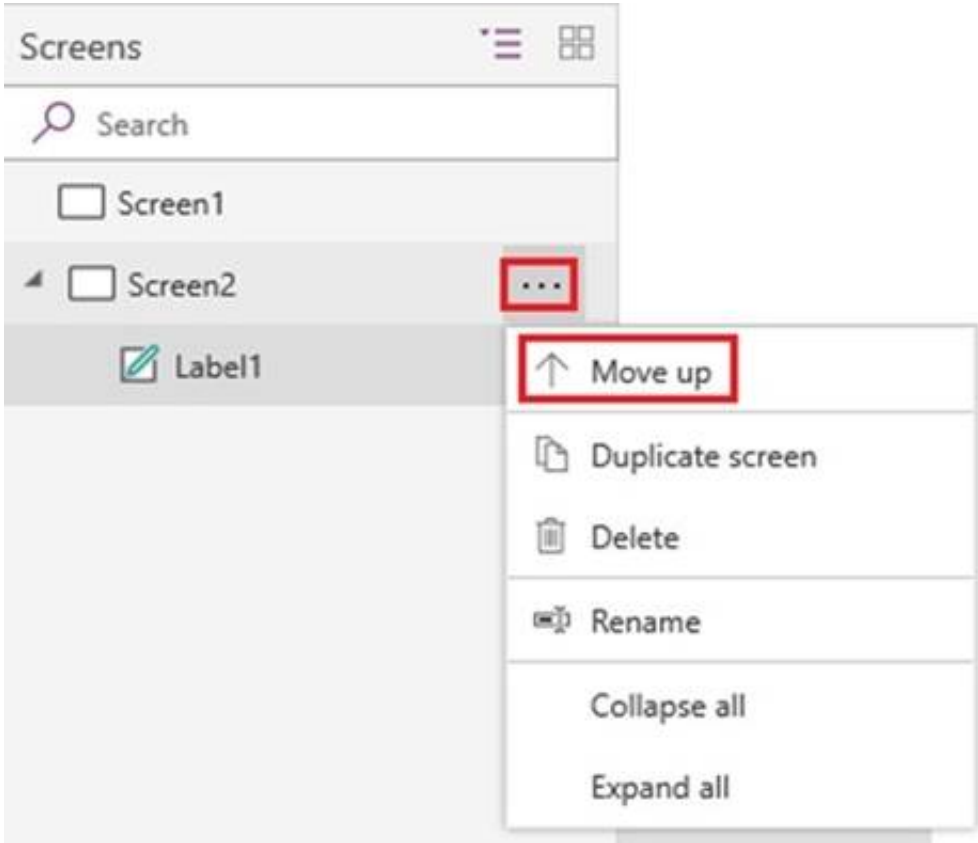 Screens
Search
Screen1
Screen2
...
Label1
Move up
Duplicate screen
Delete
Rename
Collapse all
Expand all